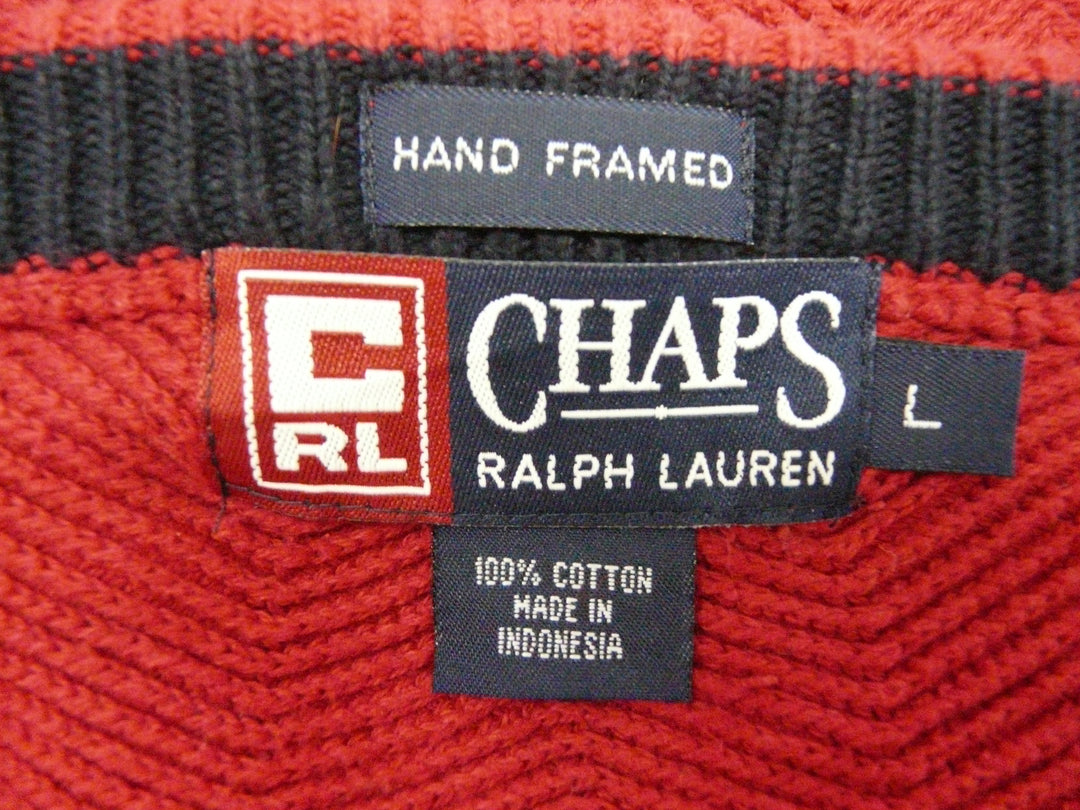 HAND FRAMED
C
RL
CHAPS
RALPH LAUREN
L
100% COTTON
MADE IN
INDONESIA